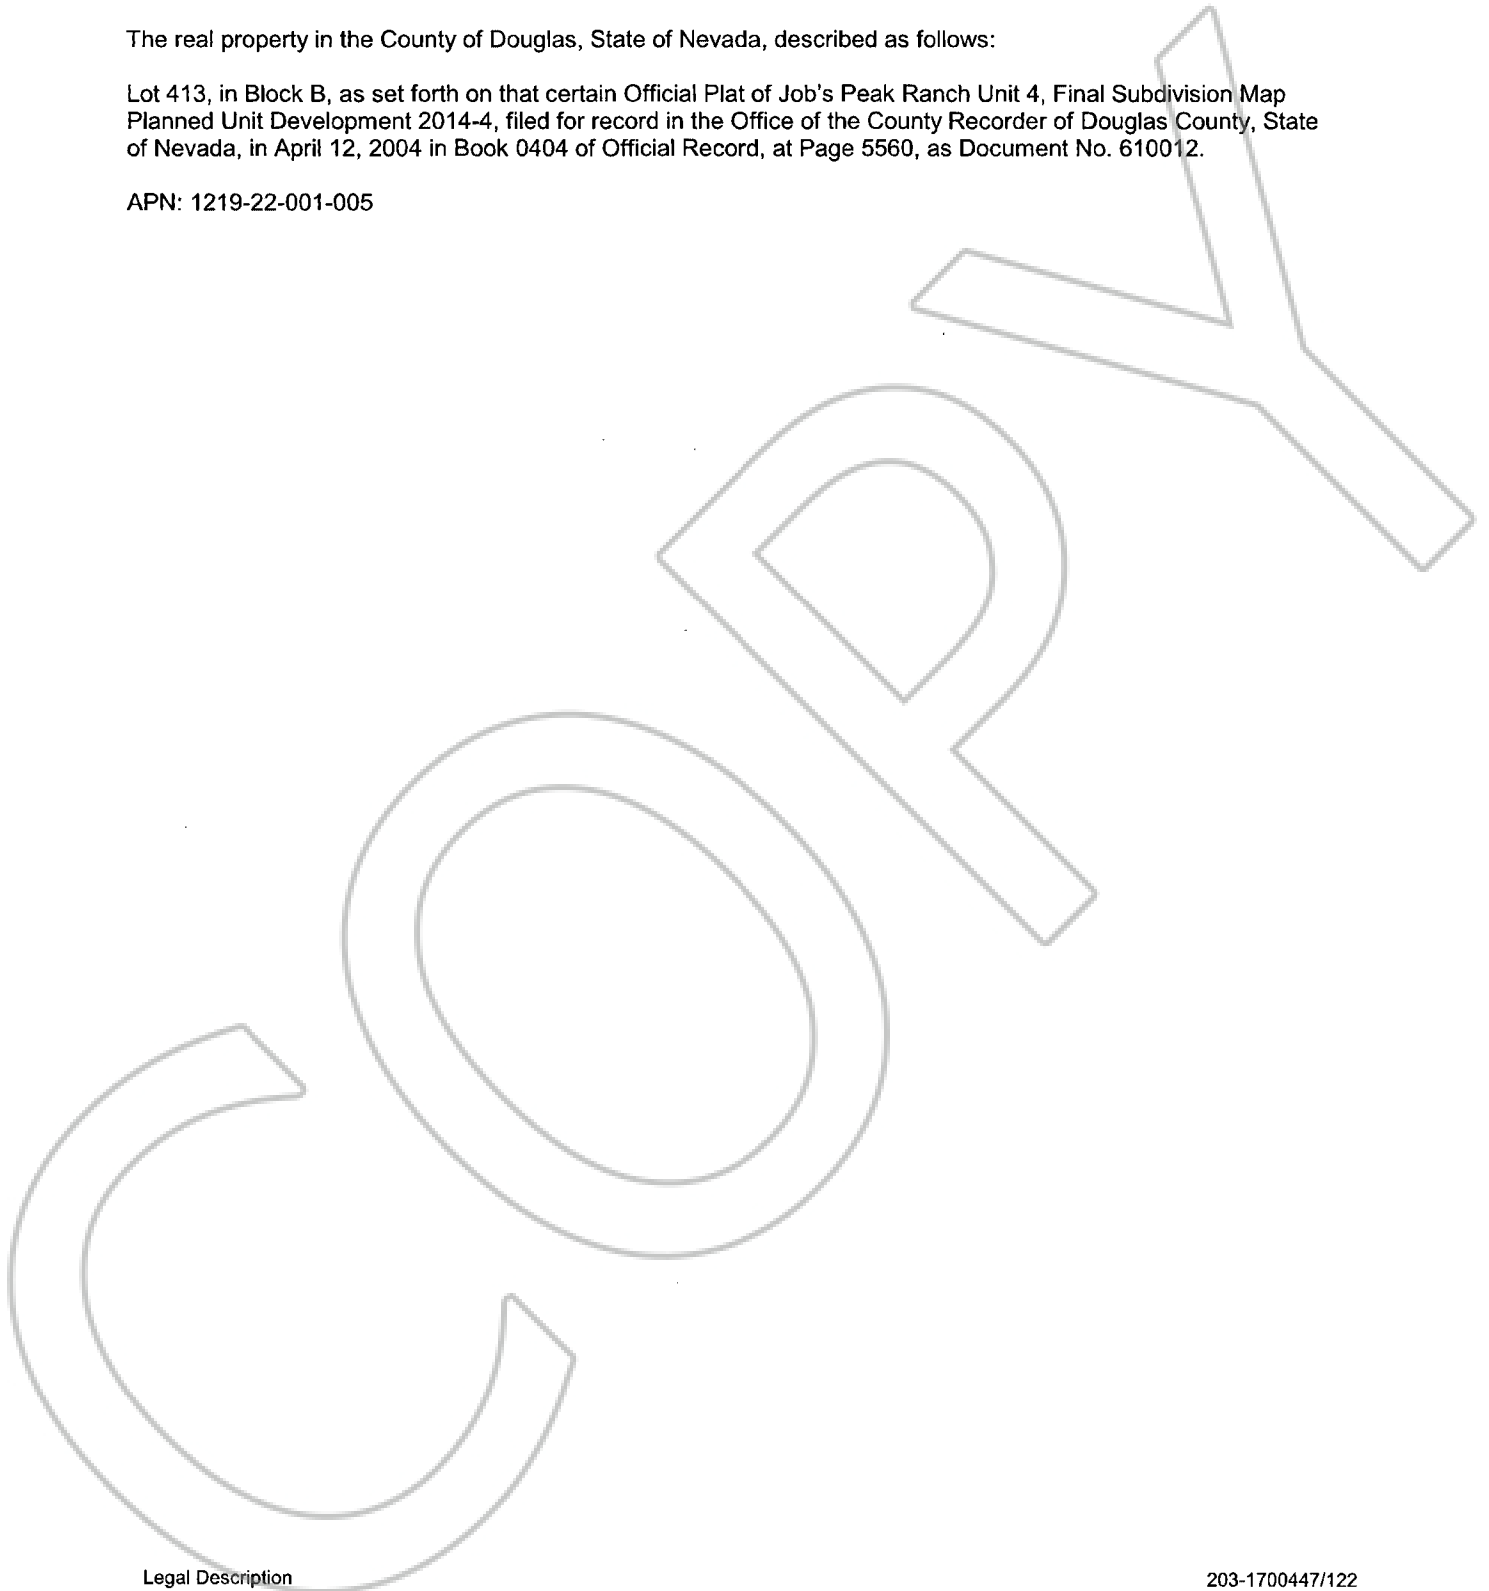 The real property in the County of Douglas, State of Nevada, described as follows:
Lot 413, in Block B, as set forth on that certain Official Plat of Job's Peak Ranch Unit 4, Final Subdivision Map
Planned Unit Development 2014-4, filed for record in the Office of the County Recorder of Douglas County, State
of Nevada, in April 12, 2004 in Book 0404 of Official Record, at Page 5560, as Document No. 610012.
APN: 1219-22-001-005
COPY
Legal Description
203-1700447/122